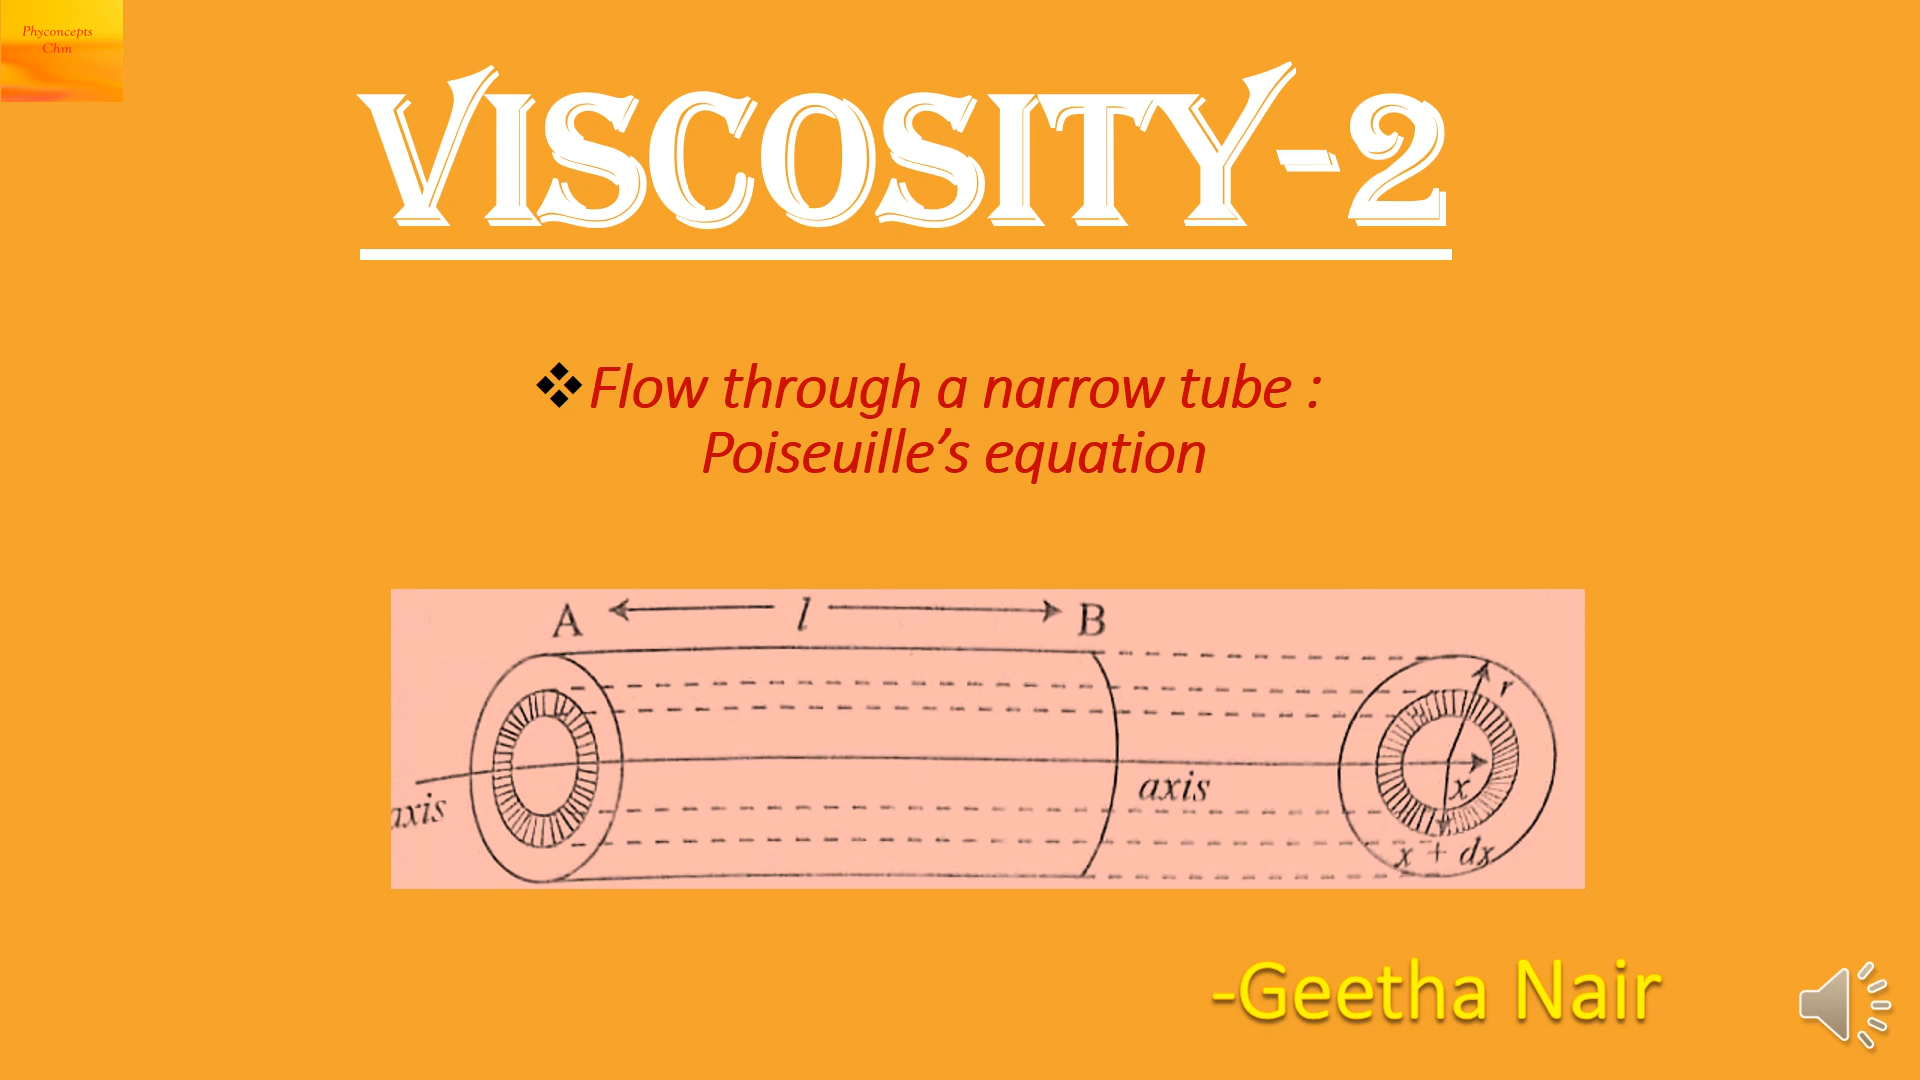 Phyconcepts
Chm
VISCOSITY-2
❖Flow through a narrow tube :
Poiseuille’s equation
A l B
r
axis
axis
x
x + dx
-Geetha Nair